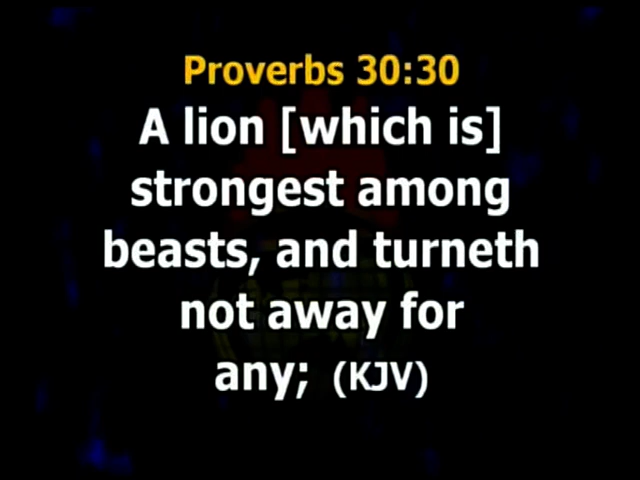 Proverbs 30:30
A lion [which is]
strongest among
beasts, and turneth
not away for
any; (KJV)